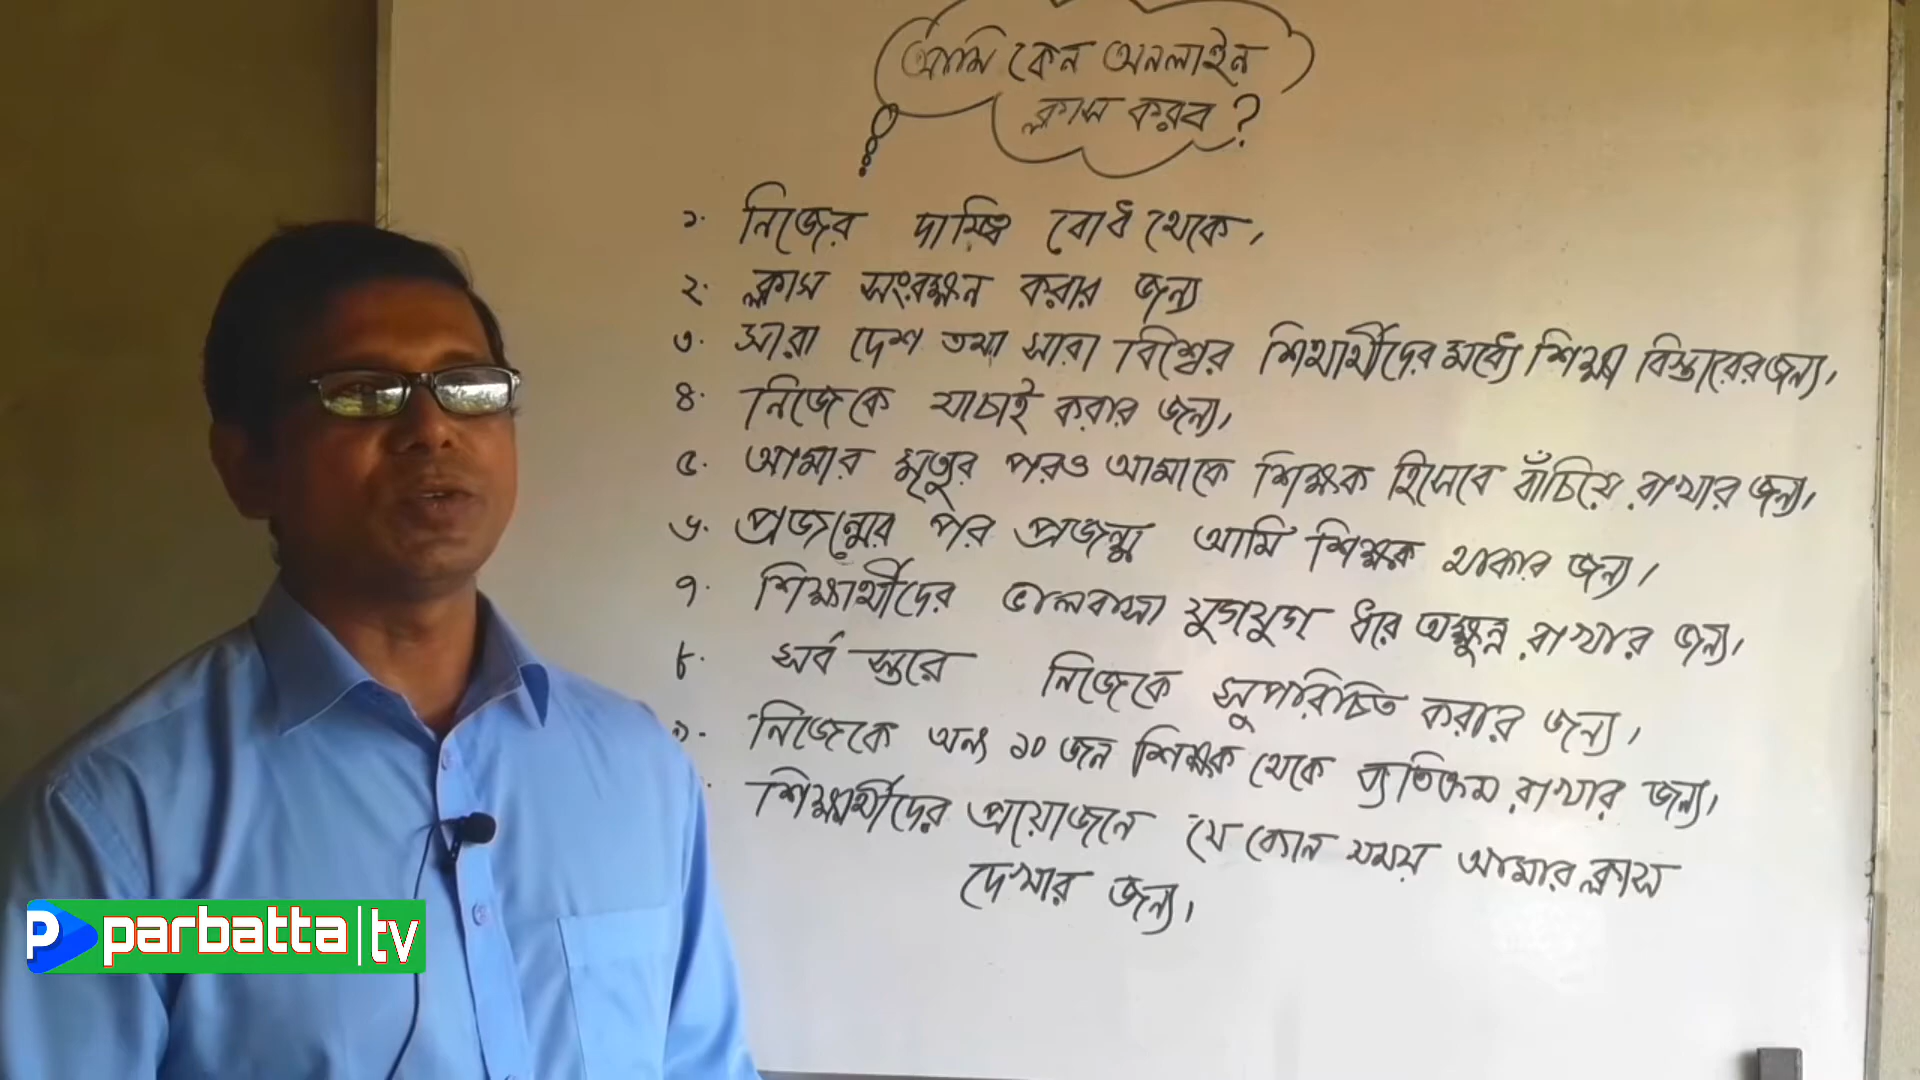 আমি কেন অনলাইন
ক্লাস করব ?
১. নিজের দায়িত্ব বোধ থেকে,
২. ক্লাস সংরক্ষন করার জন্য
৩. সারা দেশ তথা সারা বিশ্বের শিক্ষার্থীদের মধ্যে শিক্ষা বিস্তারের জন্য,
৪. নিজেকে যাচাই করার জন্য,
৫. আমার মৃত্যুর পরও আমাকে শিক্ষক হিসেবে বাঁচিয়ে রাখার জন্য,
৬. প্রজন্মের পর প্রজন্ম আমি শিক্ষক থাকার জন্য,
৭. শিক্ষার্থীদের ভালবাসা যুগযুগ ধরে অক্ষুন্ন রাখার জন্য,
৮. সর্ব স্তরে নিজেকে সুপরিচিত করার জন্য,
৯. নিজেকে অন্য ১০ জন শিক্ষক থেকে ব্যতিক্রম রাখার জন্য,
শিক্ষার্থীদের প্রয়োজনে যে কোন সময় আমার ক্লাস
দেখার জন্য,
P parbatta tv